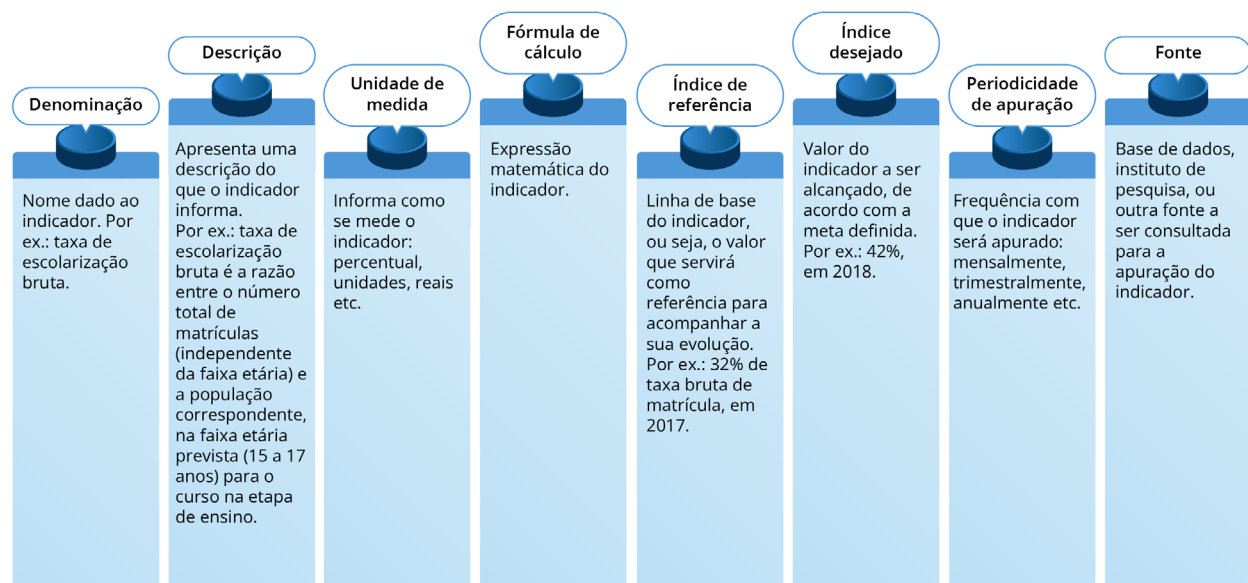 Denominação
Nome dado ao
indicador. Por
ex.: taxa de
escolarização
bruta.
Descrição
Apresenta uma
descrição do
que o indicador
informa.
Por ex.: taxa de
escolarização
bruta é a razão
entre o número
total de
matrículas
(independente
da faixa etária) e
a população
correspondente,
na faixa etária
prevista (15 a 17
anos) para o
curso na etapa
de ensino.
Unidade de
medida
Informa como
se mede o
indicador:
percentual,
unidades, reais
etc.
Fórmula de
cálculo
Expressão
matemática do
indicador.
Índice de
referência
Linha de base
do indicador,
ou seja, o valor
que servirá
como
referência para
acompanhar a
sua evolução.
Por ex.: 32% de
taxa bruta de
matrícula, em
2017.
Índice
desejado
Valor do
indicador a ser
alcançado, de
acordo com a
meta definida.
Por ex.: 42%,
em 2018.
Periodicidade
de apuração
Frequência com
que o indicador
será apurado:
mensalmente,
trimestralmente,
anualmente etc.
Fonte
Base de dados,
instituto de
pesquisa, ou
outra fonte a
ser consultada
para a
apuração do
indicador.